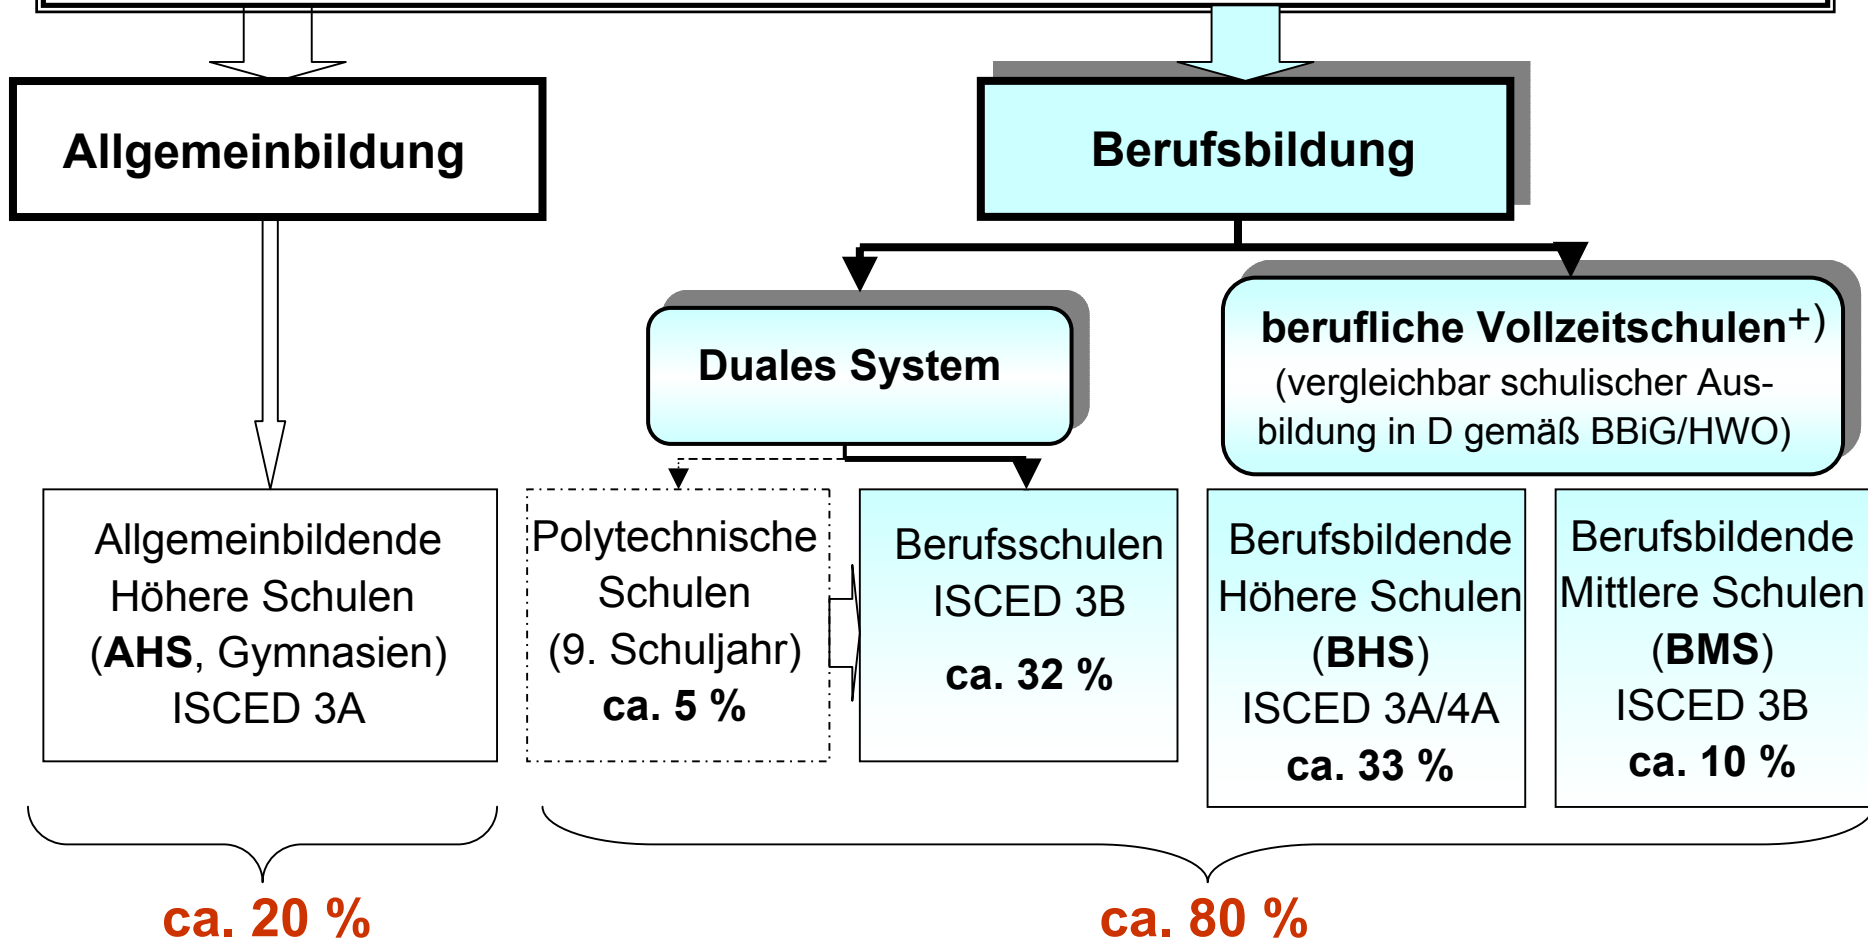 Allgemeinbildung
Berufsbildung
Duales System
berufliche Vollzeitschulen+)
(vergleichbar schulischer Aus-
bildung in D gemäß BBiG/HWO)
Allgemeinbildende
Höhere Schulen
(AHS, Gymnasien)
ISCED 3A
Polytechnische
Schulen
(9. Schuljahr)
ca. 5 %
Berufsschulen
ISCED 3B
ca. 32 %
Berufsbildende
Höhere Schulen
(BHS)
ISCED 3A/4A
ca. 33 %
Berufsbildende
Mittlere Schulen
(BMS)
ISCED 3B
ca. 10 %
ca. 20 %
ca. 80 %